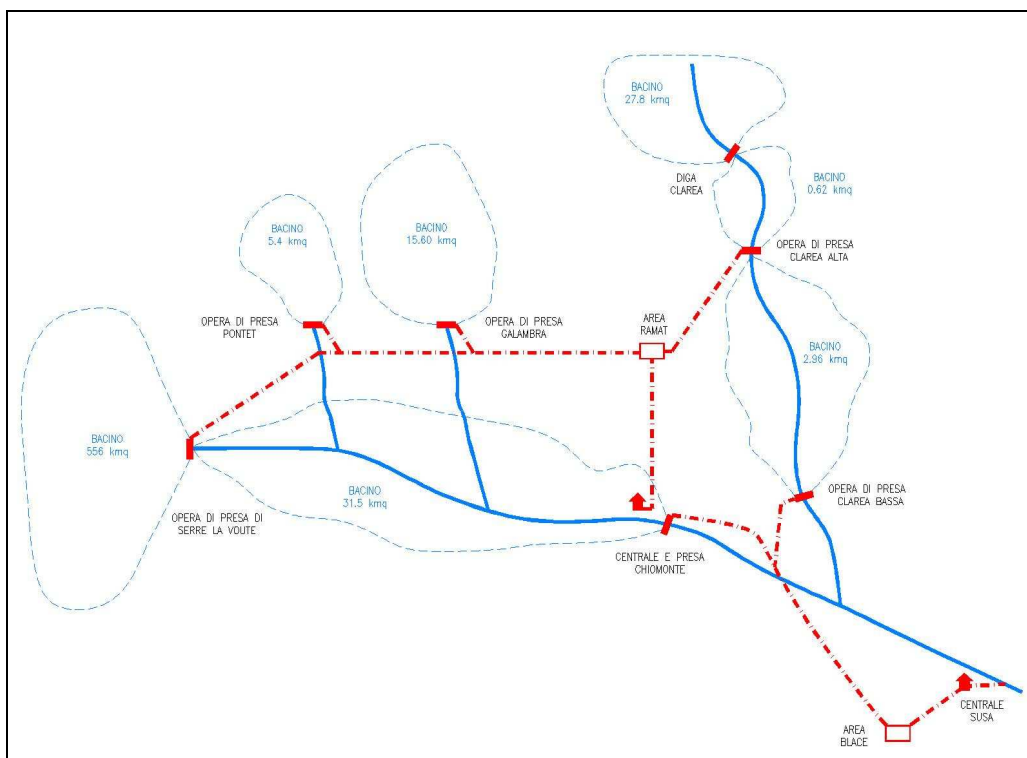 BACINO
27.8 kmq
DIGA
CLAREA
BACINO
0.62 kmq
BACINO
5.4 kmq
BACINO
15.60 kmq
OPERA DI PRESA
CLAREA ALTA
OPERA DI PRESA
PONTET
OPERA DI PRESA
GALAMBRA
AREA
RAMAT
BACINO
2.96 kmq
BACINO
556 kmq
BACINO
31.5 kmq
OPERA DI PRESA DI
SERRE LA VOUTE
OPERA DI PRESA
CLAREA BASSA
CENTRALE E PRESA
CHIOMONTE
CENTRALE
SUSA
AREA
BLACE